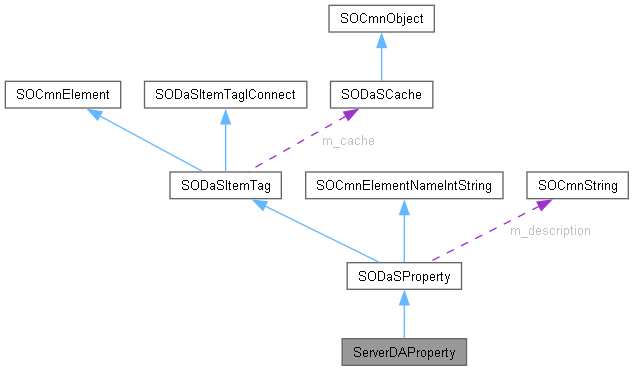 SOCmnObject
SOCmnElement
SODaSItemTagIConnect
SODaSCache
m_cache
SODaSItemTag
SOCmnElementNameIntString
SOCmnString
m_description
SODaSProperty
ServerDAProperty